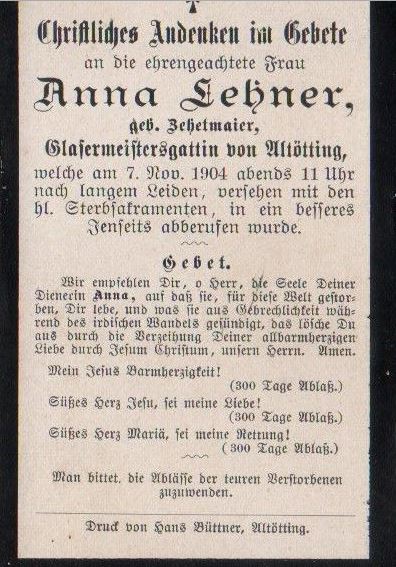 Christliches Andenken im Gebete
an die ehrengeachtete Frau
Anna Lehner,
geb. Zehetmaier,
Glasermeistersgattin von Altötting,
welche am 7. Nov. 1904 abends 11 Uhr
nach langem Leiden, versehen mit den
hl. Sterbsakramenten, in ein besseres
Jenseits abberufen wurde.
Gebet.
Wir empfehlen Dir, o Herr, die Seele Deiner
Dienerin Anna, auf daß sie, für diese Welt gestor-
ben, Dir lebe, und was sie aus Gebrechlichkeit wäh-
rend des irdischen Wandels gesündigt, das lösche Du
aus durch die Verzeihung Deiner allbarmherzigen
Liebe durch Jesum Christum, unsern Herrn. Amen.
Mein Jesus Barmherzigkeit!
(300 Tage Ablaß.)
Süßes Herz Jesu, sei meine Liebe!
(300 Tage Ablaß.)
Süßes Herz Mariä, sei meine Rettung!
(300 Tage Ablaß.)
Man bittet, die Ablässe der teuren Verstorbenen
zuzuwenden.
Druck von Hans Büttner, Altötting.